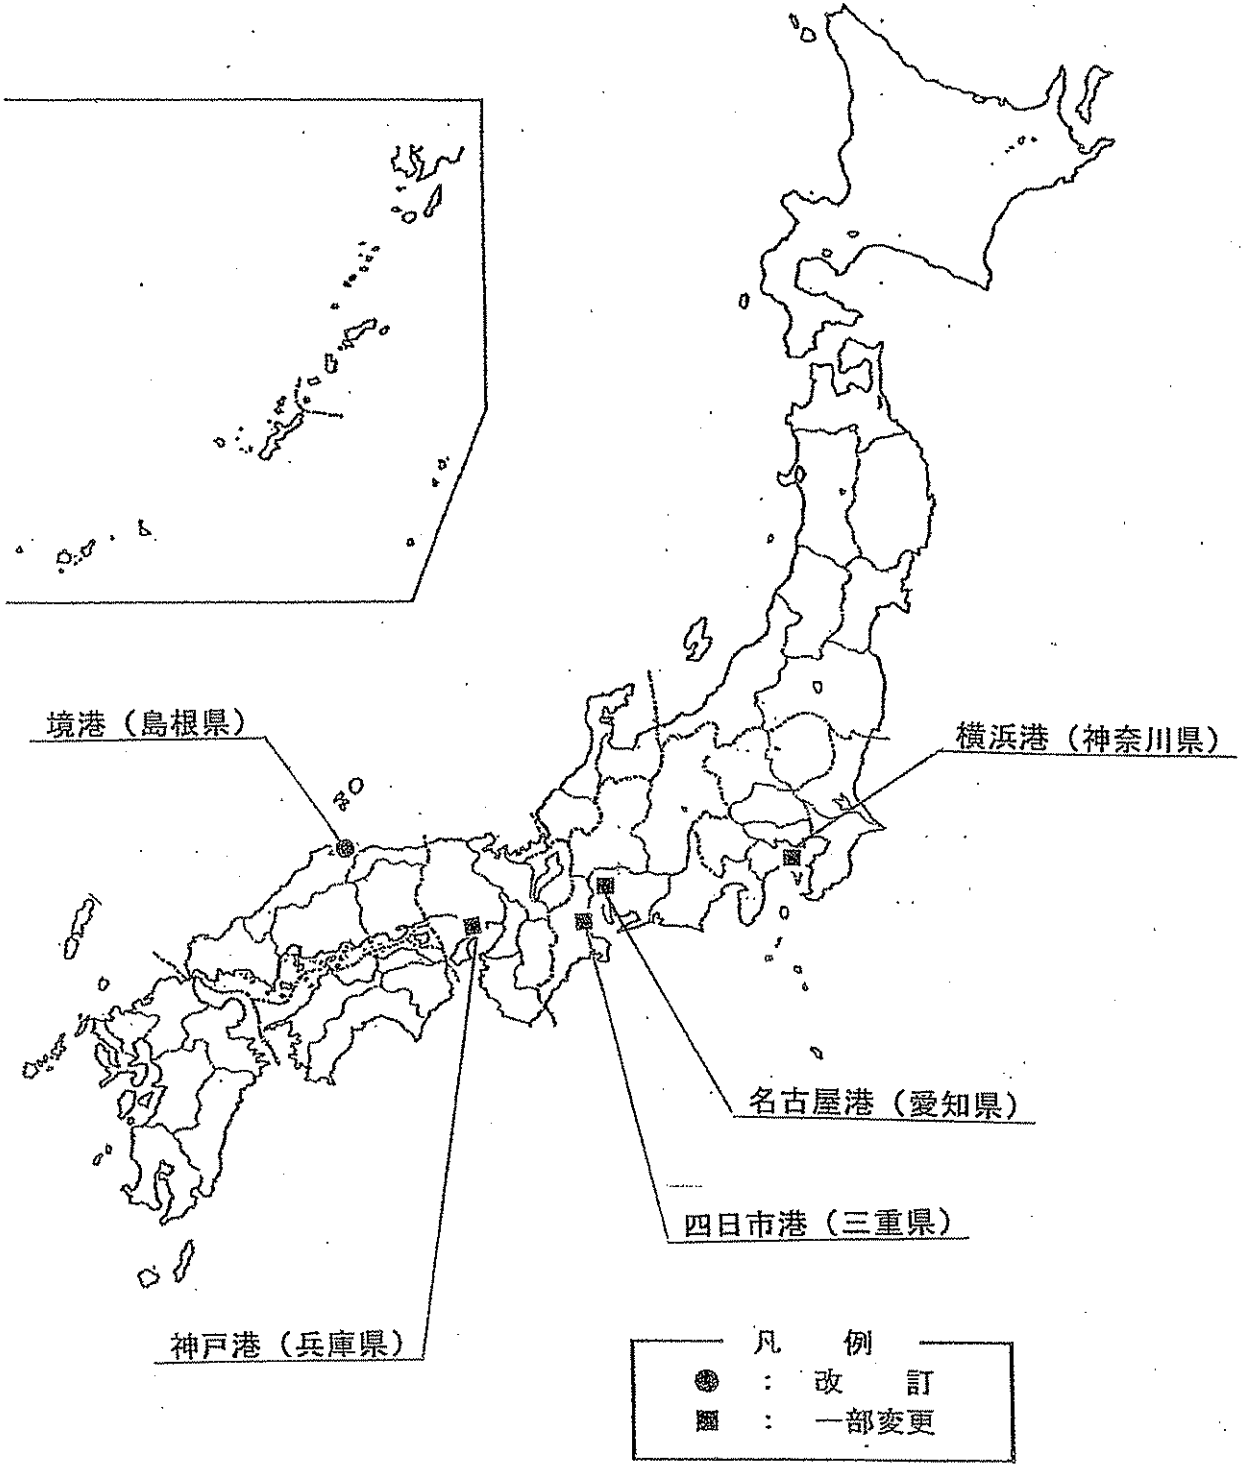 境港（島根県）
横浜港（神奈川県）
名古屋港（愛知県）
四日市港（三重県）
神戸港（兵庫県）
凡 例
● ： 改 訂
■ ： 一部変更